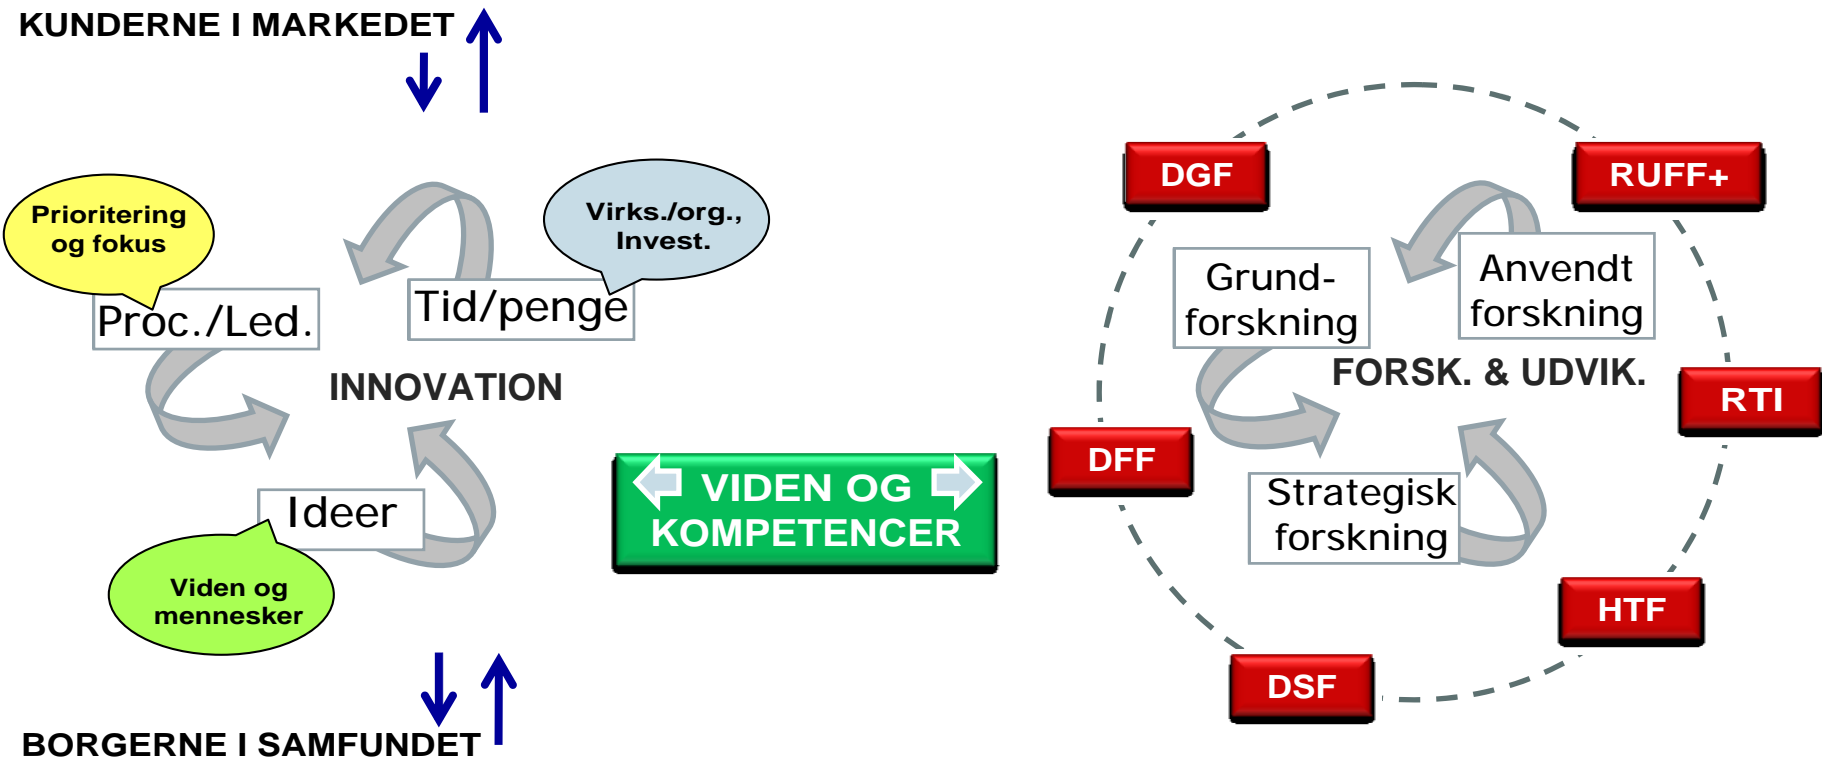 KUNDERNE I MARKEDET
Prioritering
og fokus
Virks./org.,
Invest.
Proc./Led.
Tid/penge
INNOVATION
Ideer
Viden og
mennesker
BORGERNE I SAMFUNDET
VIDEN OG
KOMPETENCER
DGF
RUFF+
Grund-
forskning
Anvendt
forskning
FORSK. & UDVIK.
RTI
DFF
Strategisk
forskning
HTF
DSF